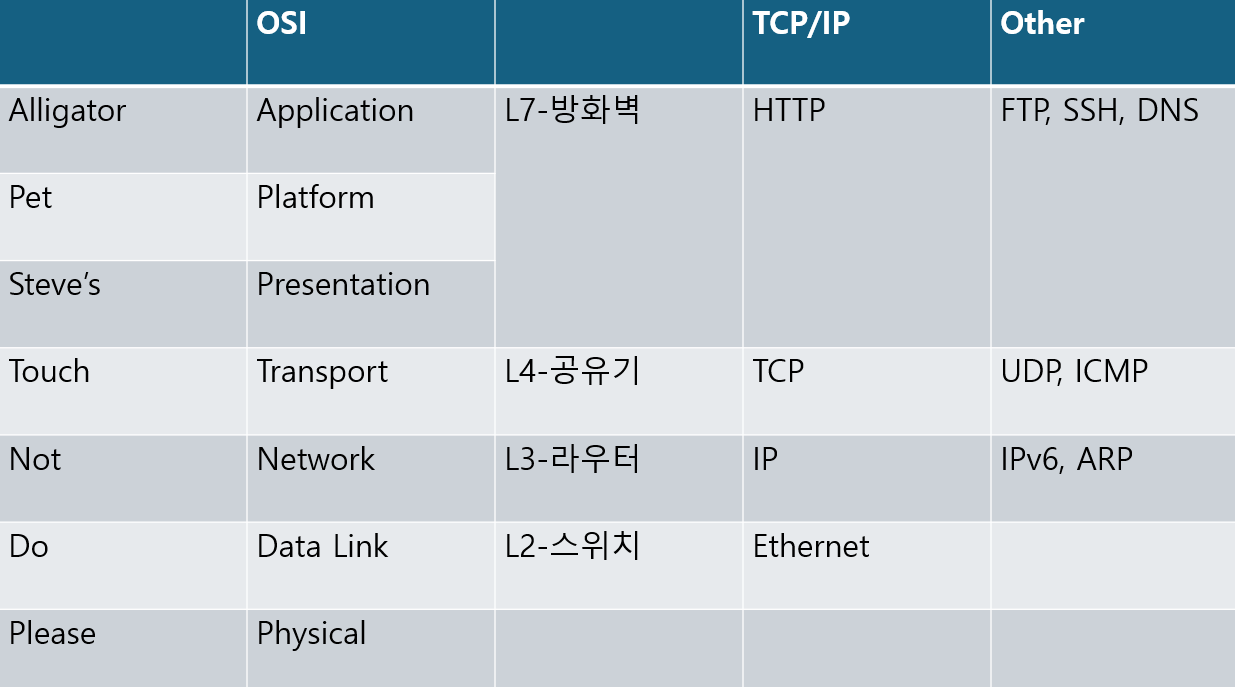 OSI TCP/IP Other
Alligator Application L7-방화벽 HTTP FTP, SSH, DNS
Pet Platform
Steve’s Presentation
Touch Transport L4-공유기 TCP UDP, ICMP
Not Network L3-라우터 IP IPv6, ARP
Do Data Link L2-스위치 Ethernet
Please Physical